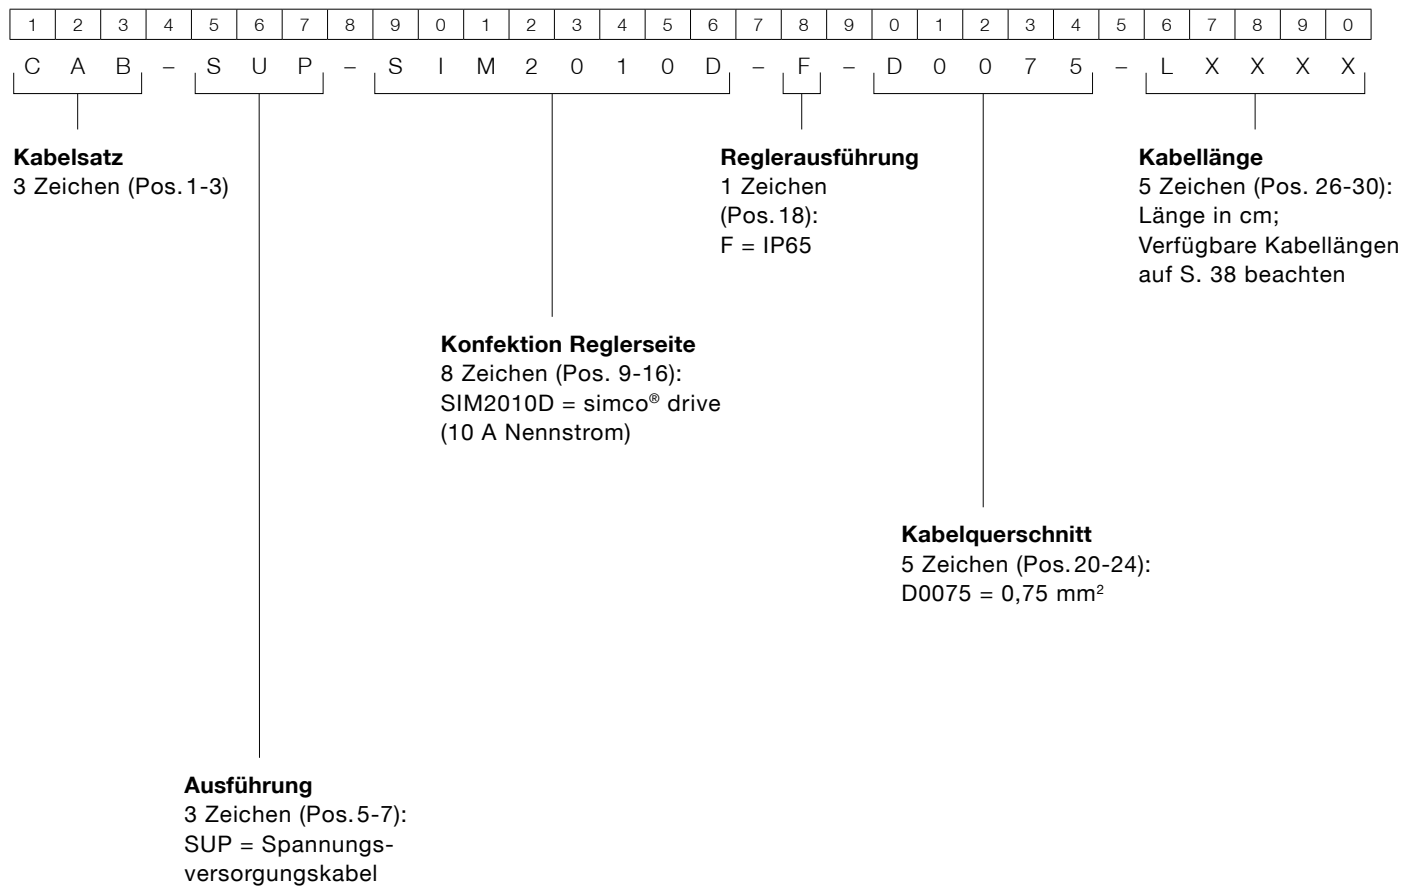 1 2 3 4 5 6 7 8 9 0 1 2 3 4 5 6 7 8 9 0 1 2 3 4 5 6 7 8 9 0
C A B – S U P – S I M 2 0 1 0 D – F – D 0 0 7 5 – L X X X X
Kabelsatz
3 Zeichen (Pos. 1-3)
Reglerausführung
1 Zeichen
(Pos. 18):
F = IP65
Kabellänge
5 Zeichen (Pos. 26-30):
Länge in cm;
Verfügbare Kabellängen
auf S. 38 beachten
Konfektion Reglerseite
8 Zeichen (Pos. 9-16):
SIM2010D = simco® drive
(10 A Nennstrom)
Kabelquerschnitt
5 Zeichen (Pos. 20-24):
D0075 = 0,75 mm²
Ausführung
3 Zeichen (Pos. 5-7):
SUP = Spannungs-
versorgungskabel